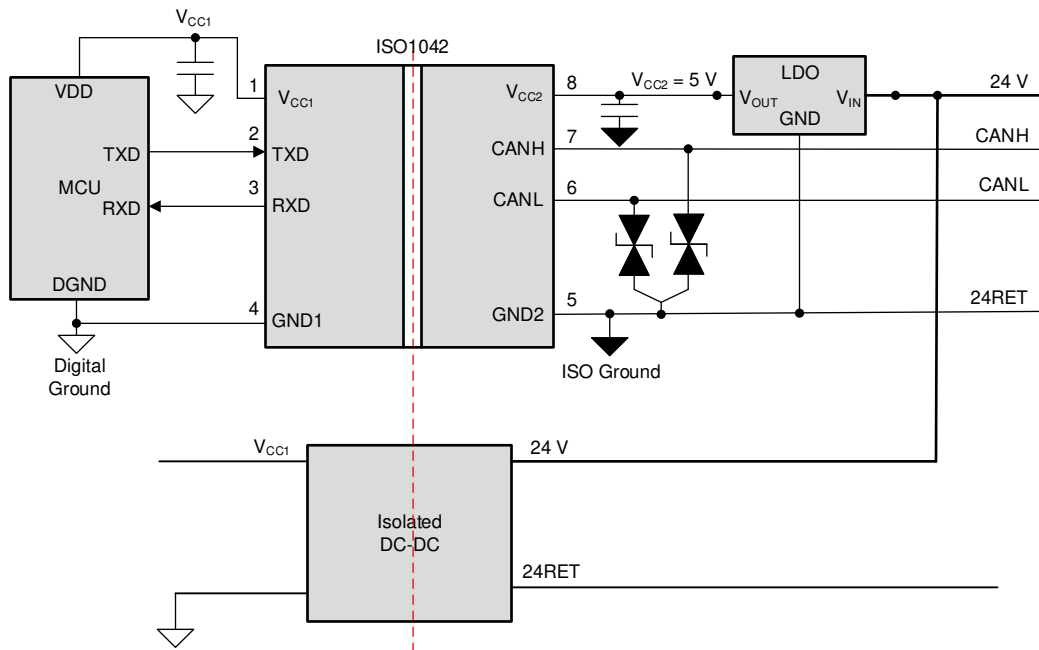 VCC1
ISO1042
VDD
TXD
MCU
RXD
DGND
Digital
Ground
1
VCC1
2
TXD
3
RXD
4
GND1
VCC2
8
CANH
7
CANL
6
GND2
5
VCC2 = 5 V
LDO
VOUT
VIN
GND
24 V
CANH
CANL
24RET
ISO Ground
VCC1
24 V
Isolated
DC-DC
24RET